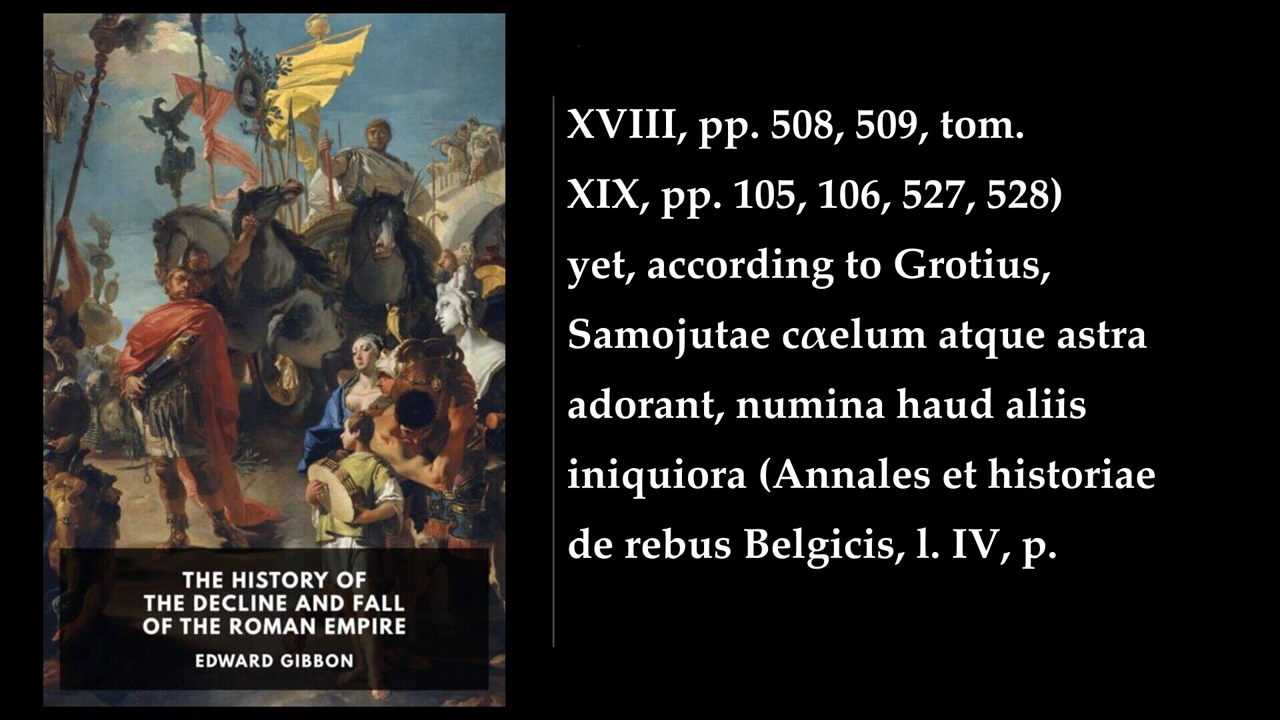 THE HISTORY OF
THE DECLINE AND FALL
OF THE ROMAN EMPIRE
EDWARD GIBBON
XVIII, pp. 508, 509, tom.
XIX, pp. 105, 106, 527, 528)
yet, according to Grotius,
Samojutae cαelum atque astra
adorant, numina haud aliis
iniquiora (Annales et historiae
de rebus Belgicis, l. IV, p.